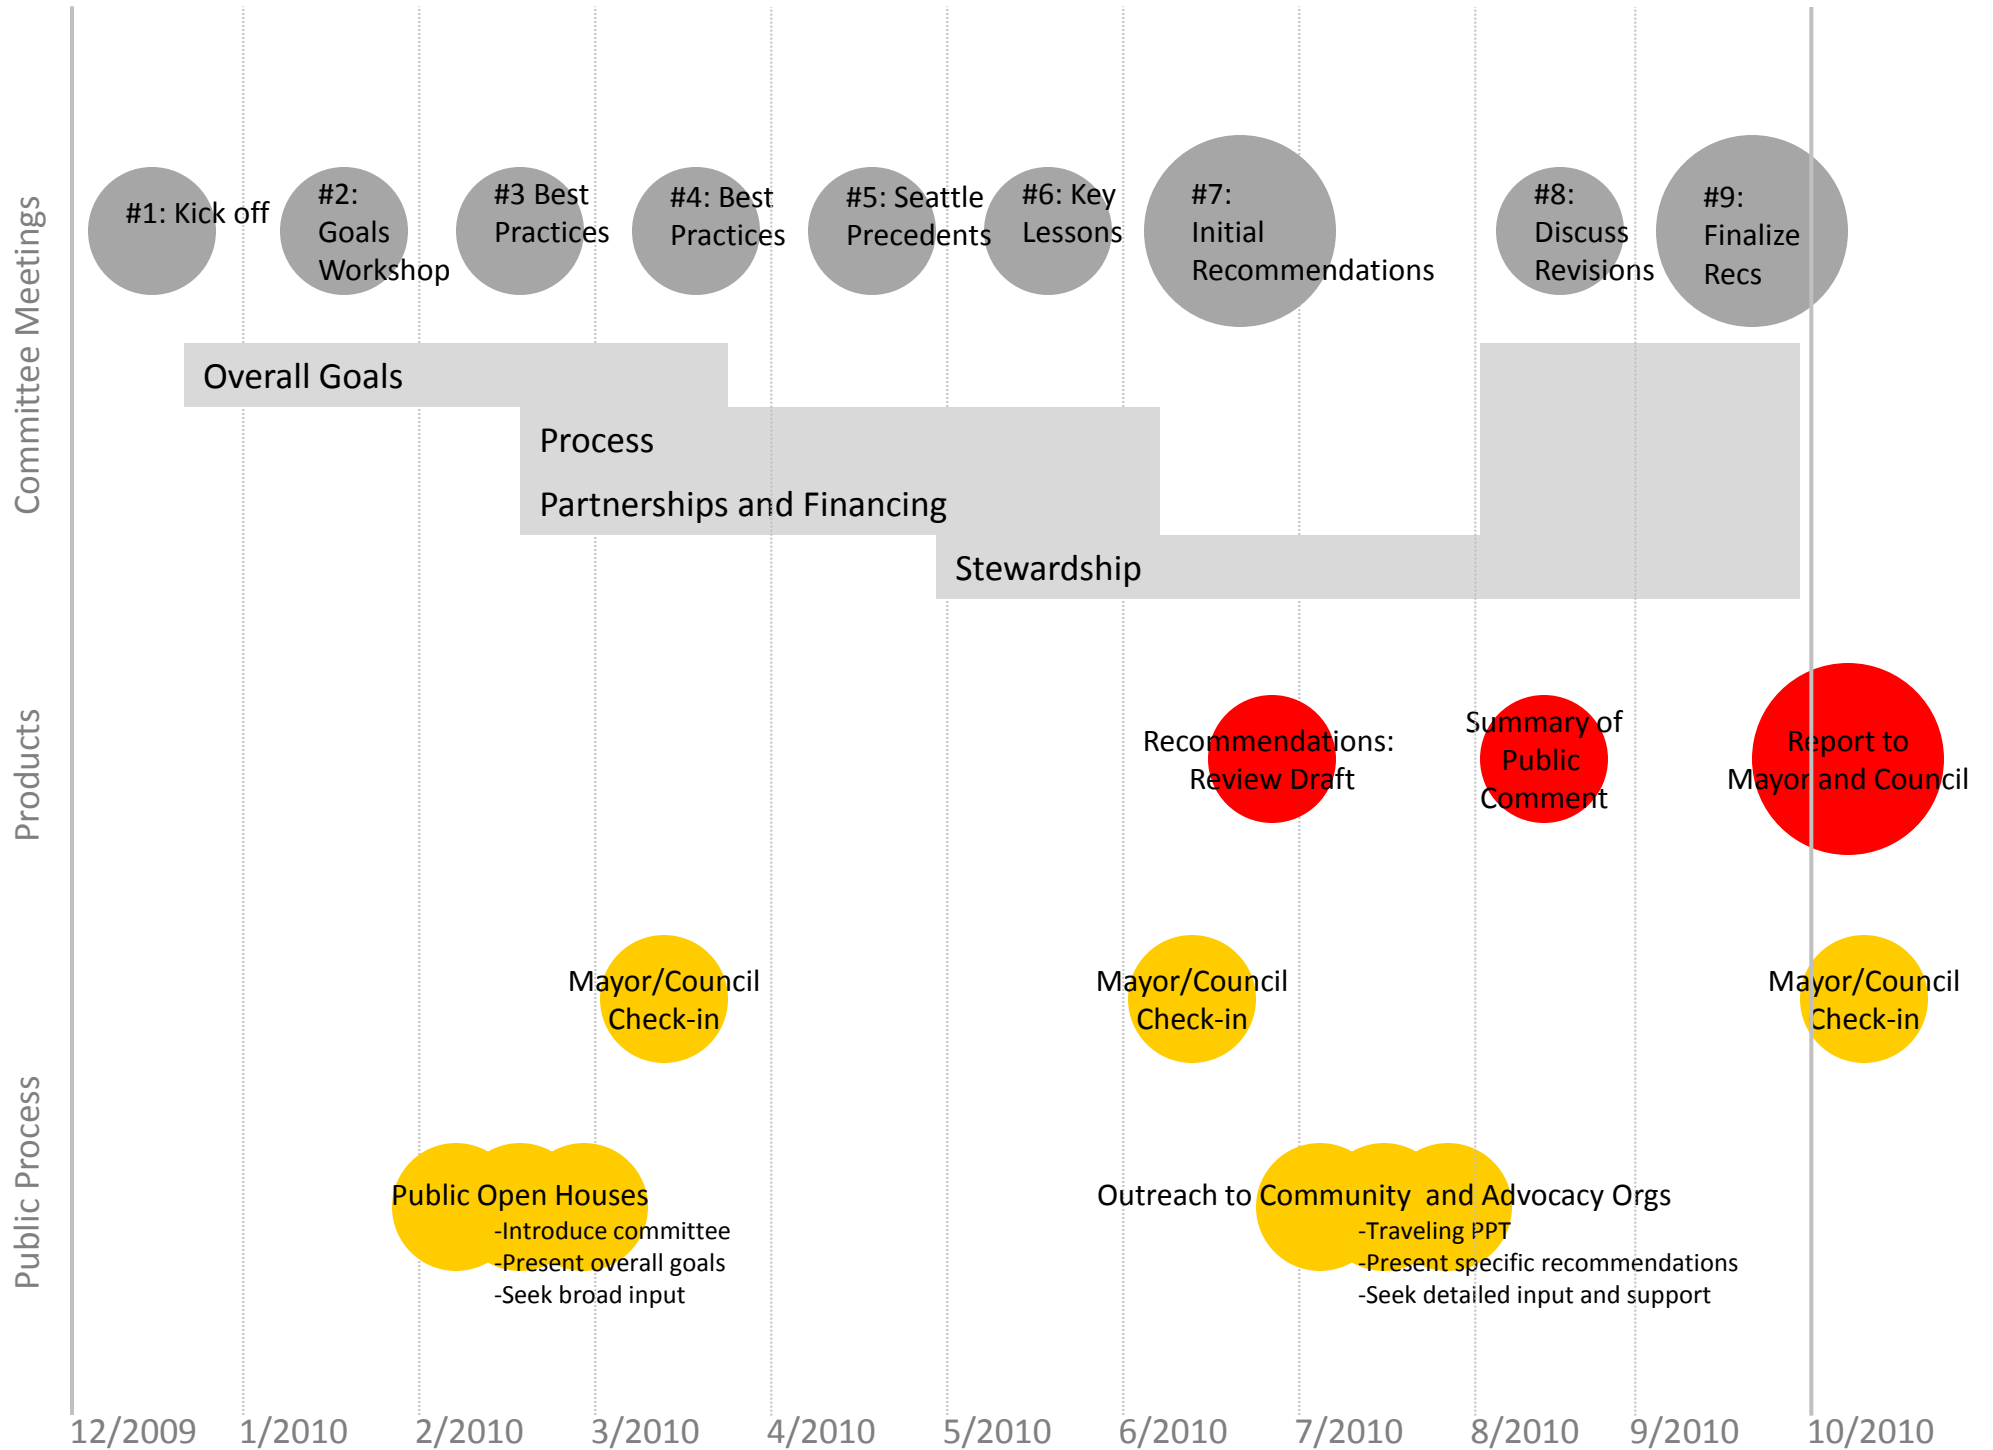 Committee Meetings
#1: Kick off
#2:
Goals
Workshop
#3 Best
Practices
#4: Best
Practices
#5: Seattle
Precedents
#6: Key
Lessons
#7:
Initial
Recommendations
#8:
Discuss
Revisions
#9:
Finalize
Recs
Overall Goals
Process
Partnerships and Financing
Stewardship
Products
Recommendations:
Review Draft
Summary of
Public
Comment
Report to
Mayor and Council
Public Process
Mayor/Council
Check-in
Mayor/Council
Check-in
Mayor/Council
Check-in
Public Open Houses
-Introduce committee
-Present overall goals
-Seek broad input
Outreach to Community  and Advocacy Orgs
-Traveling PPT
-Present specific recommendations
-Seek detailed input and support
12/2009 1/2010 2/2010 3/2010 4/2010 5/2010 6/2010 7/2010 8/2010 9/2010 10/2010